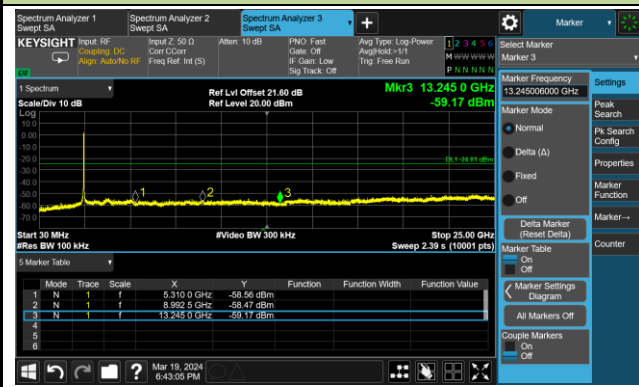 Spectrum Analyzer 1
Swept SA
Spectrum Analyzer 2
Swept SA
Spectrum Analyzer 3
Swept SA
Marker
KEYSIGHT
Input: RF
Coupling: DC
Align: Auto/No RF
Input Z: 50 Ω
Corr CCorr
Freq Ref: Int (S)
Atten: 10 dB
PNO: Fast
Gate: Off
IF Gain: Low
Sig Track: Off
Avg Type: Log-Power
Avg|Hold:>1/1
Trig: Free Run
1 2 3 4 5 6
M W W W W W
P N N N N N
LW
Select Marker
Marker 3
1 Spectrum
Scale/Div 10 dB
Ref Lvl Offset 21.60 dB
Ref Level 20.00 dBm
Mkr3 13.245 0 GHz
-59.17 dBm
Log
10.0
0.00
-10.0
-20.0
-30.0
-40.0
-50.0
-60.0
-70.0
DL1 -24.61 dBm
1
2
3
Start 30 MHz
#Res BW 100 kHz
#Video BW 300 kHz
Stop 25.00 GHz
Sweep 2.39 s (10001 pts)
5 Marker Table
Mode Trace Scale X Y Function Function Width Function Value
1 N 1 f 5.310 0 GHz -58.56 dBm
2 N 1 f 8.992 5 GHz -58.47 dBm
3 N 1 f 13.245 0 GHz -59.17 dBm
4
5
6
Marker Frequency
13.245006000 GHz
Marker Mode
Normal
Delta (Δ)
Fixed
Off
Delta Marker
(Reset Delta)
Marker Table
On
Off
Marker Settings
Diagram
All Markers Off
Couple Markers
On
Off
Settings
Peak
Search
Pk Search
Config
Properties
Marker
Function
Marker→
Counter
Mar 19, 2024
6:43:05 PM